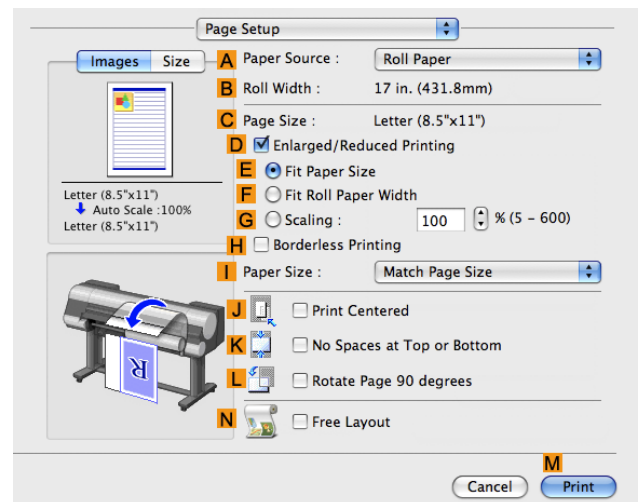 Page Setup
Images Size
A Paper Source : Roll Paper
B Roll Width : 17 in. (431.8mm)
C Page Size : Letter (8.5"x11")
D Enlarged/Reduced Printing
E Fit Paper Size
F Fit Roll Paper Width
G Scaling : 100 % (5 - 600)
H Borderless Printing
Letter (8.5"x11")
Auto Scale :100%
Letter (8.5"x11")
I Paper Size : Match Page Size
J Print Centered
K No Spaces at Top or Bottom
L Rotate Page 90 degrees
N Free Layout
R
M
Cancel Print